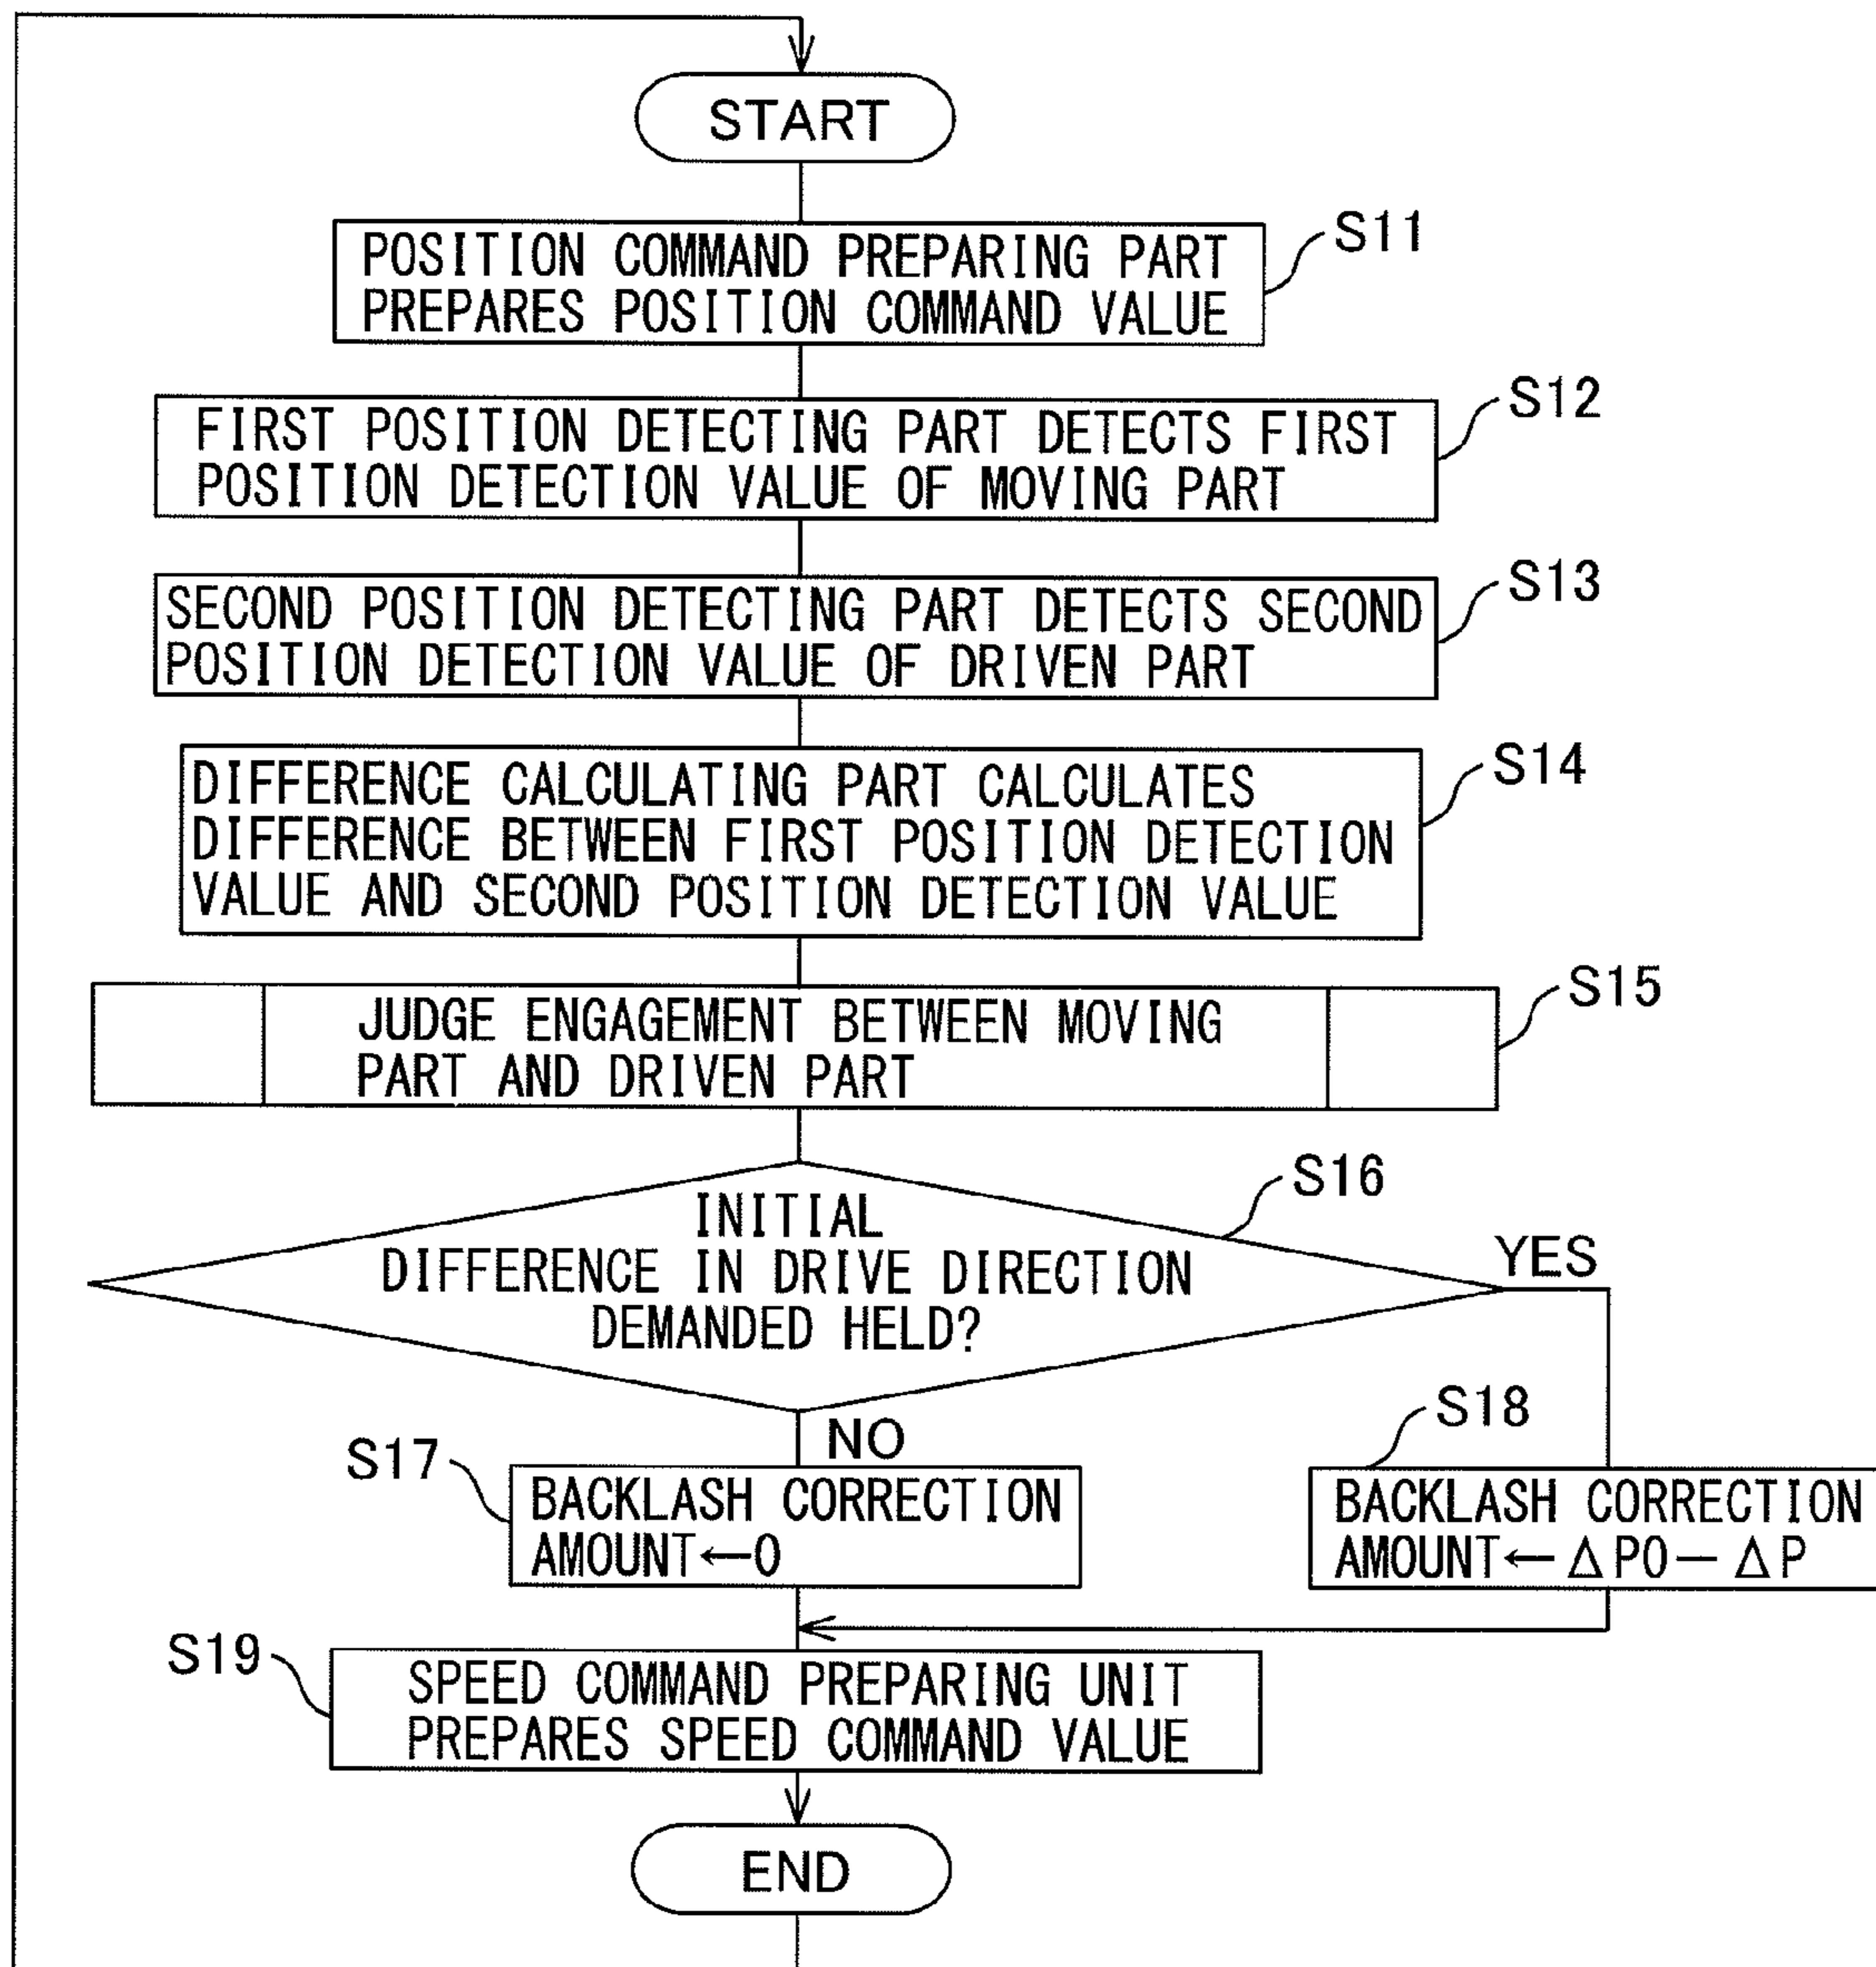 START
S11
POSITION COMMAND PREPARING PART
PREPARES POSITION COMMAND VALUE
S12
FIRST POSITION DETECTING PART DETECTS FIRST
POSITION DETECTION VALUE OF MOVING PART
S13
SECOND POSITION DETECTING PART DETECTS SECOND
POSITION DETECTION VALUE OF DRIVEN PART
S14
DIFFERENCE CALCULATING PART CALCULATES
DIFFERENCE BETWEEN FIRST POSITION DETECTION
VALUE AND SECOND POSITION DETECTION VALUE
S15
JUDGE ENGAGEMENT BETWEEN MOVING
PART AND DRIVEN PART
S16
INITIAL
DIFFERENCE IN DRIVE DIRECTION
DEMANDED HELD?
YES
NO
S17
BACKLASH CORRECTION
AMOUNT←0
S18
BACKLASH CORRECTION
AMOUNT←ΔP0—ΔP
S19
SPEED COMMAND PREPARING UNIT
PREPARES SPEED COMMAND VALUE
END